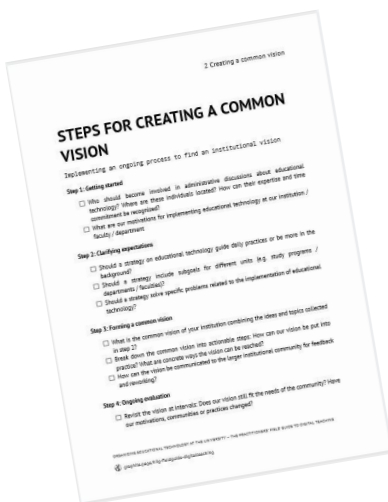 2 Creating a common vision
STEPS FOR CREATING A COMMON
VISION
Implementing an ongoing process to find an institutional vision
Step 1: Getting started
Who should become involved in administrative discussions about educational
technology? Where are these individuals located? How can their expertise and time
commitment be recognized?
What are our motivations for implementing educational technology at our institution /
faculty / department
Step 2: Clarifying expectations
Should a strategy on educational technology guide daily practices or be more in the
background?
Should a strategy include subgoals for different units (e.g. study programs /
departments / faculties)?
Should a strategy solve specific problems related to the implementation of educational
technology?
Step 3: Forming a common vision
What is the common vision of your institution combining the ideas and topics collected
in step 2?
Break down the common vision into actionable steps: How can our vision be put into
practice? What are concrete ways the vision can be reached?
How can the vision be communicated to the larger institutional community for feedback
and reworking?
Step 4: Ongoing evaluation
Revisit the vision at intervals: Does our vision still fit the needs of the community? Have
our motivations, communities or practices changed?
ORGANISING EDUCATIONAL TECHNOLOGY AT THE UNIVERSITY — THE PRACTITIONERS' FIELD GUIDE TO DIGITAL TEACHING